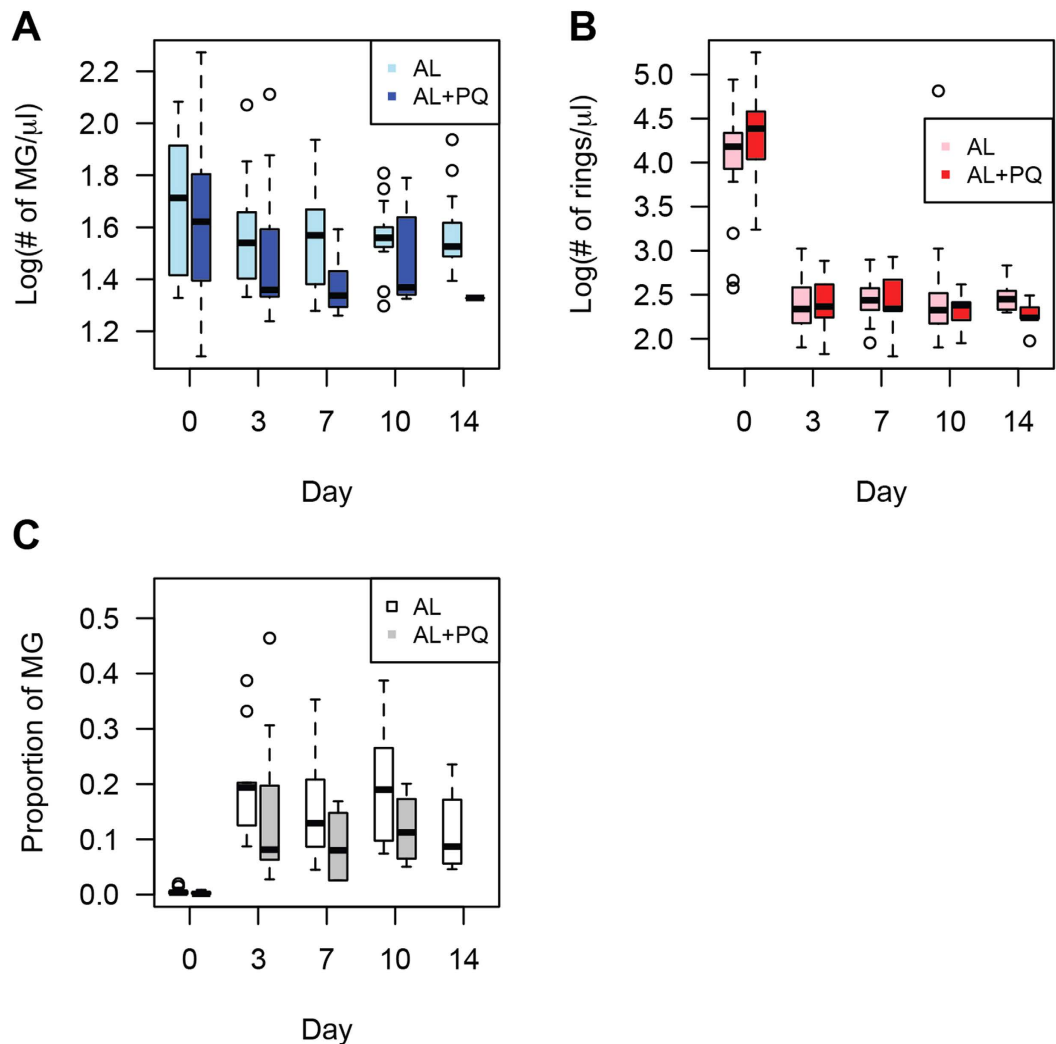 A
Log(# of MG/µl)
2.2
2.0
1.8
1.6
1.4
1.2
AL
AL+PQ
0 3 7 10 14
Day
B
Log(# of rings/µl)
5.0
4.5
4.0
3.5
3.0
2.5
2.0
AL
AL+PQ
0 3 7 10 14
Day
C
Proportion of MG
0.5
0.4
0.3
0.2
0.1
0.0
AL
AL+PQ
0 3 7 10 14
Day